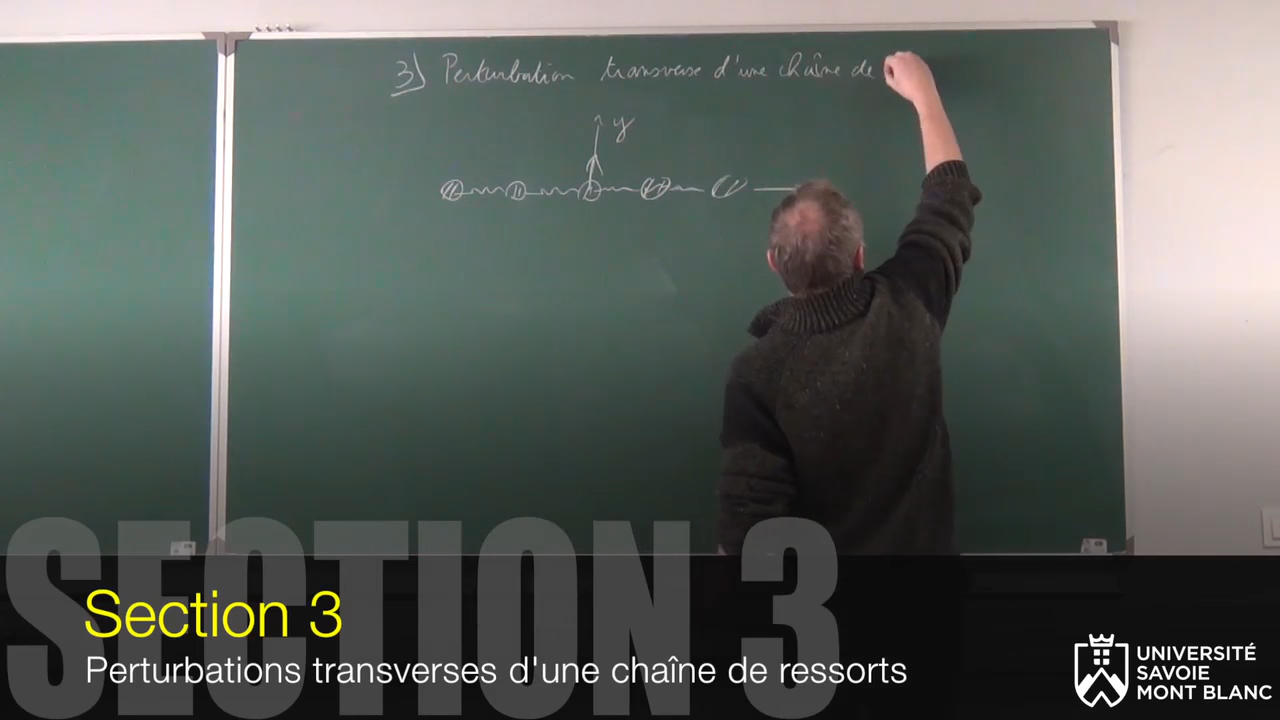 3) Perturbation transverse d'une chaîne de
y
SECTION 3
Section 3
Perturbations transverses d'une chaîne de ressorts
UNIVERSITÉ
SAVOIE
MONT BLANC